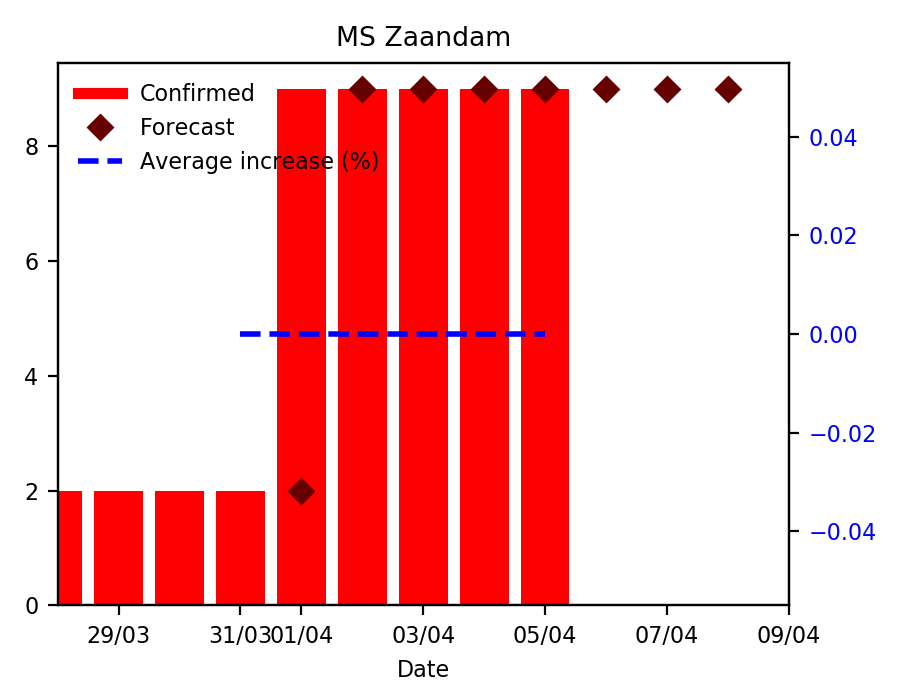 MS Zaandam
Confirmed
Forecast
Average increase (%)
8
6
4
2
0
0.04
0.02
0.00
−0.02
−0.04
29/03 31/03 01/04 03/04 05/04 07/04 09/04
Date